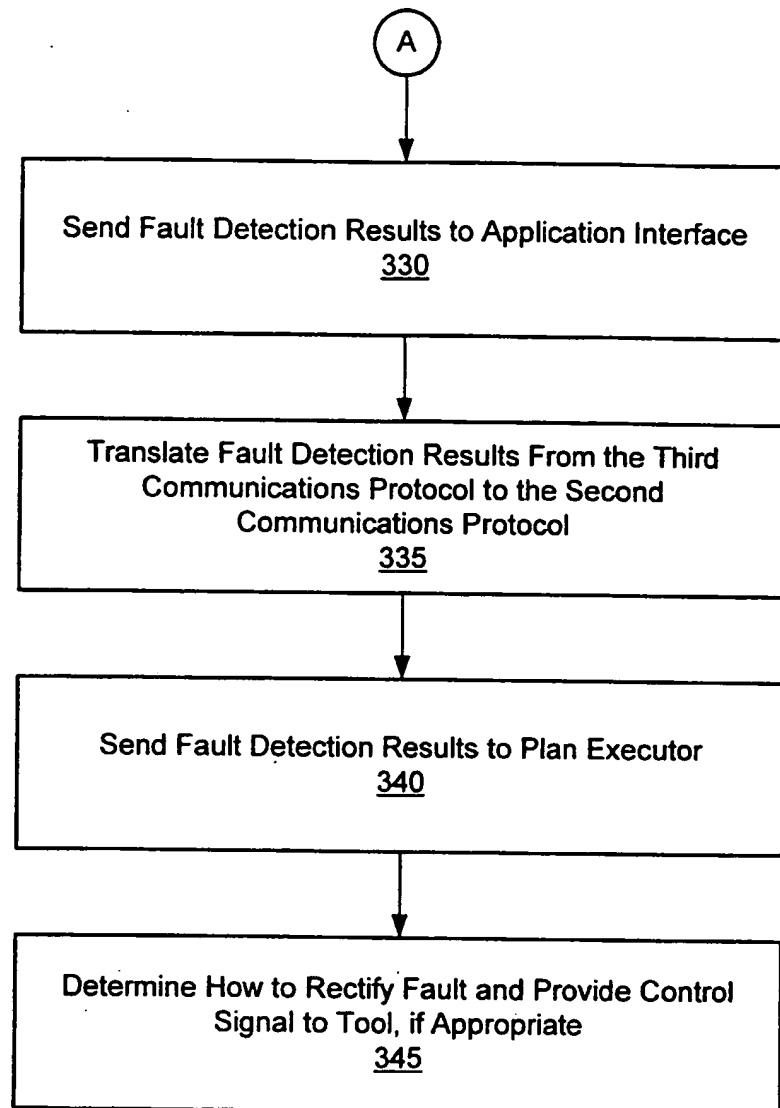 A
Send Fault Detection Results to Application Interface
330
Translate Fault Detection Results From the Third
Communications Protocol to the Second
Communications Protocol
335
Send Fault Detection Results to Plan Executor
340
Determine How to Rectify Fault and Provide Control
Signal to Tool, if Appropriate
345